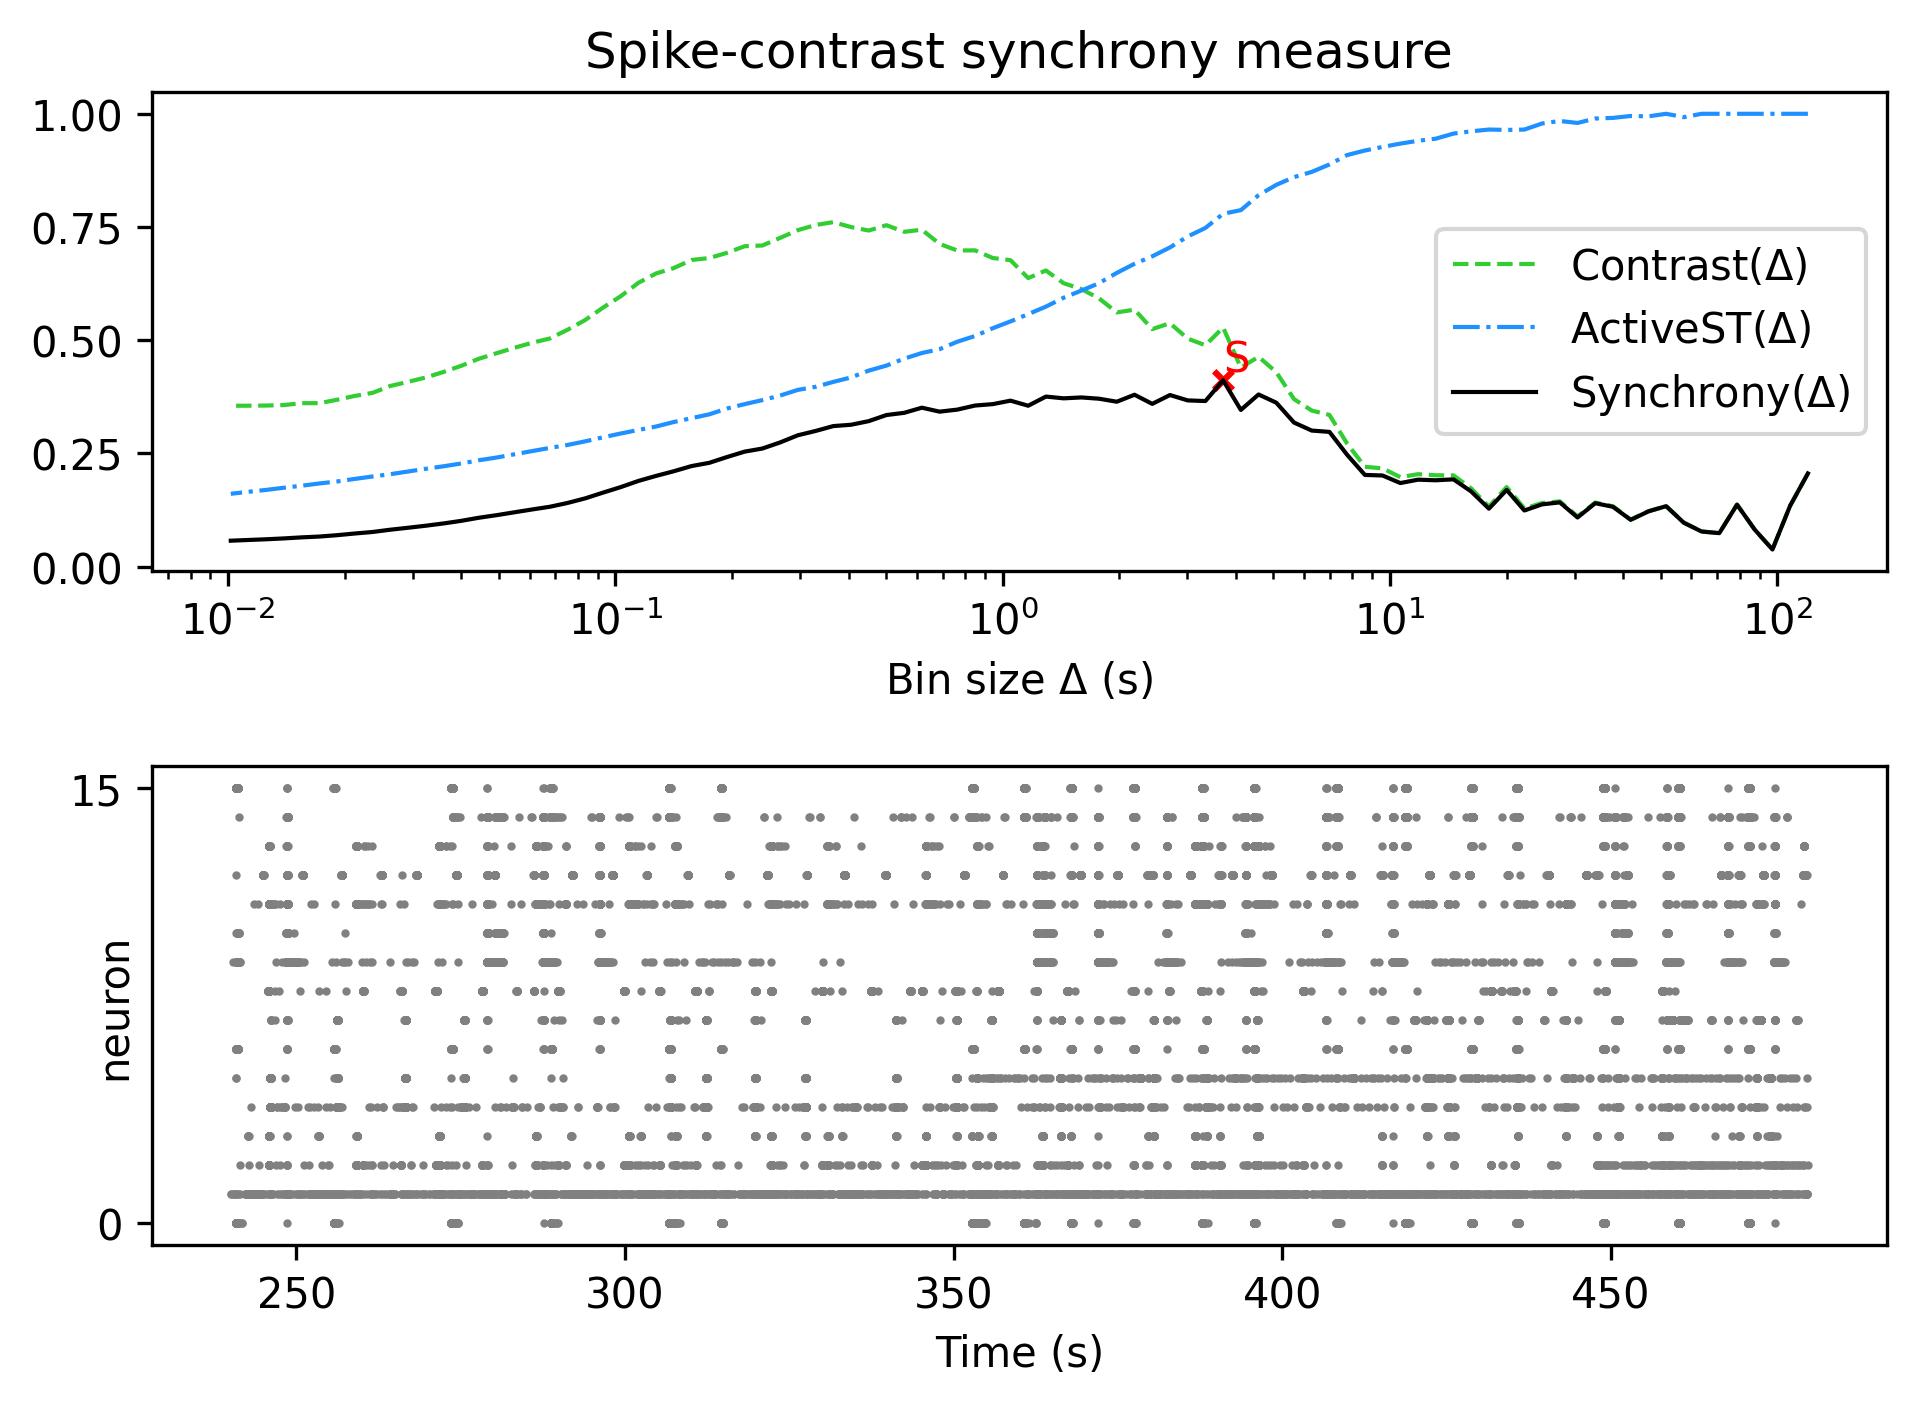 Spike-contrast synchrony measure
1.00
0.75
0.50
0.25
0.00
Contrast(Δ)
ActiveST(Δ)
Synchrony(Δ)
S
10⁻² 10⁻¹ 10⁰ 10¹ 10²
Bin size Δ (s)
15
neuron
0
250 300 350 400 450
Time (s)